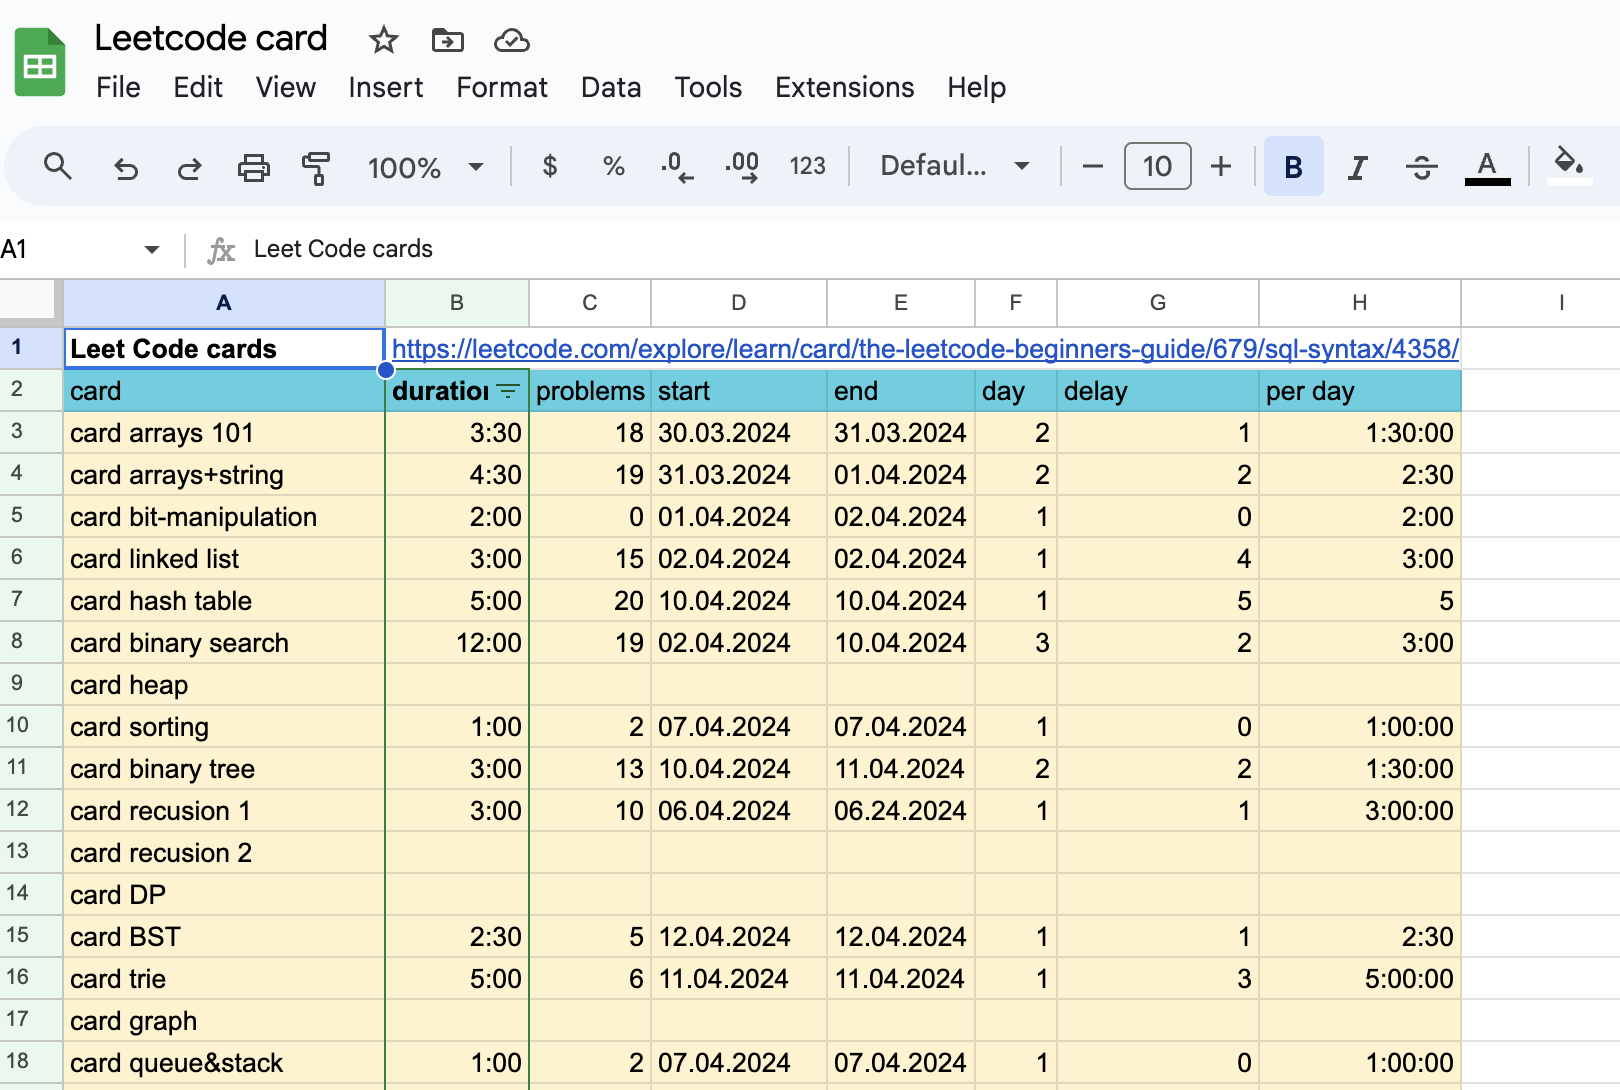 Leetcode card
File Edit View Insert Format Data Tools Extensions Help
100% $ % .0 .00 123 Defaul... 10 B I A
A1 fx Leet Code cards
A B C D E F G H I
1 Leet Code cards https://leetcode.com/explore/learn/card/the-leetcode-beginners-guide/679/sql-syntax/4358/
2 card duration problems start end day delay per day
3 card arrays 101 3:30 18 30.03.2024 31.03.2024 2 1 1:30:00
4 card arrays+string 4:30 19 31.03.2024 01.04.2024 2 2 2:30
5 card bit-manipulation 2:00 0 01.04.2024 02.04.2024 1 0 2:00
6 card linked list 3:00 15 02.04.2024 02.04.2024 1 4 3:00
7 card hash table 5:00 20 10.04.2024 10.04.2024 1 5 5
8 card binary search 12:00 19 02.04.2024 10.04.2024 3 2 3:00
9 card heap
10 card sorting 1:00 2 07.04.2024 07.04.2024 1 0 1:00:00
11 card binary tree 3:00 13 10.04.2024 11.04.2024 2 2 1:30:00
12 card recusion 1 3:00 10 06.04.2024 06.24.2024 1 1 3:00:00
13 card recusion 2
14 card DP
15 card BST 2:30 5 12.04.2024 12.04.2024 1 1 2:30
16 card trie 5:00 6 11.04.2024 11.04.2024 1 3 5:00:00
17 card graph
18 card queue&stack 1:00 2 07.04.2024 07.04.2024 1 0 1:00:00